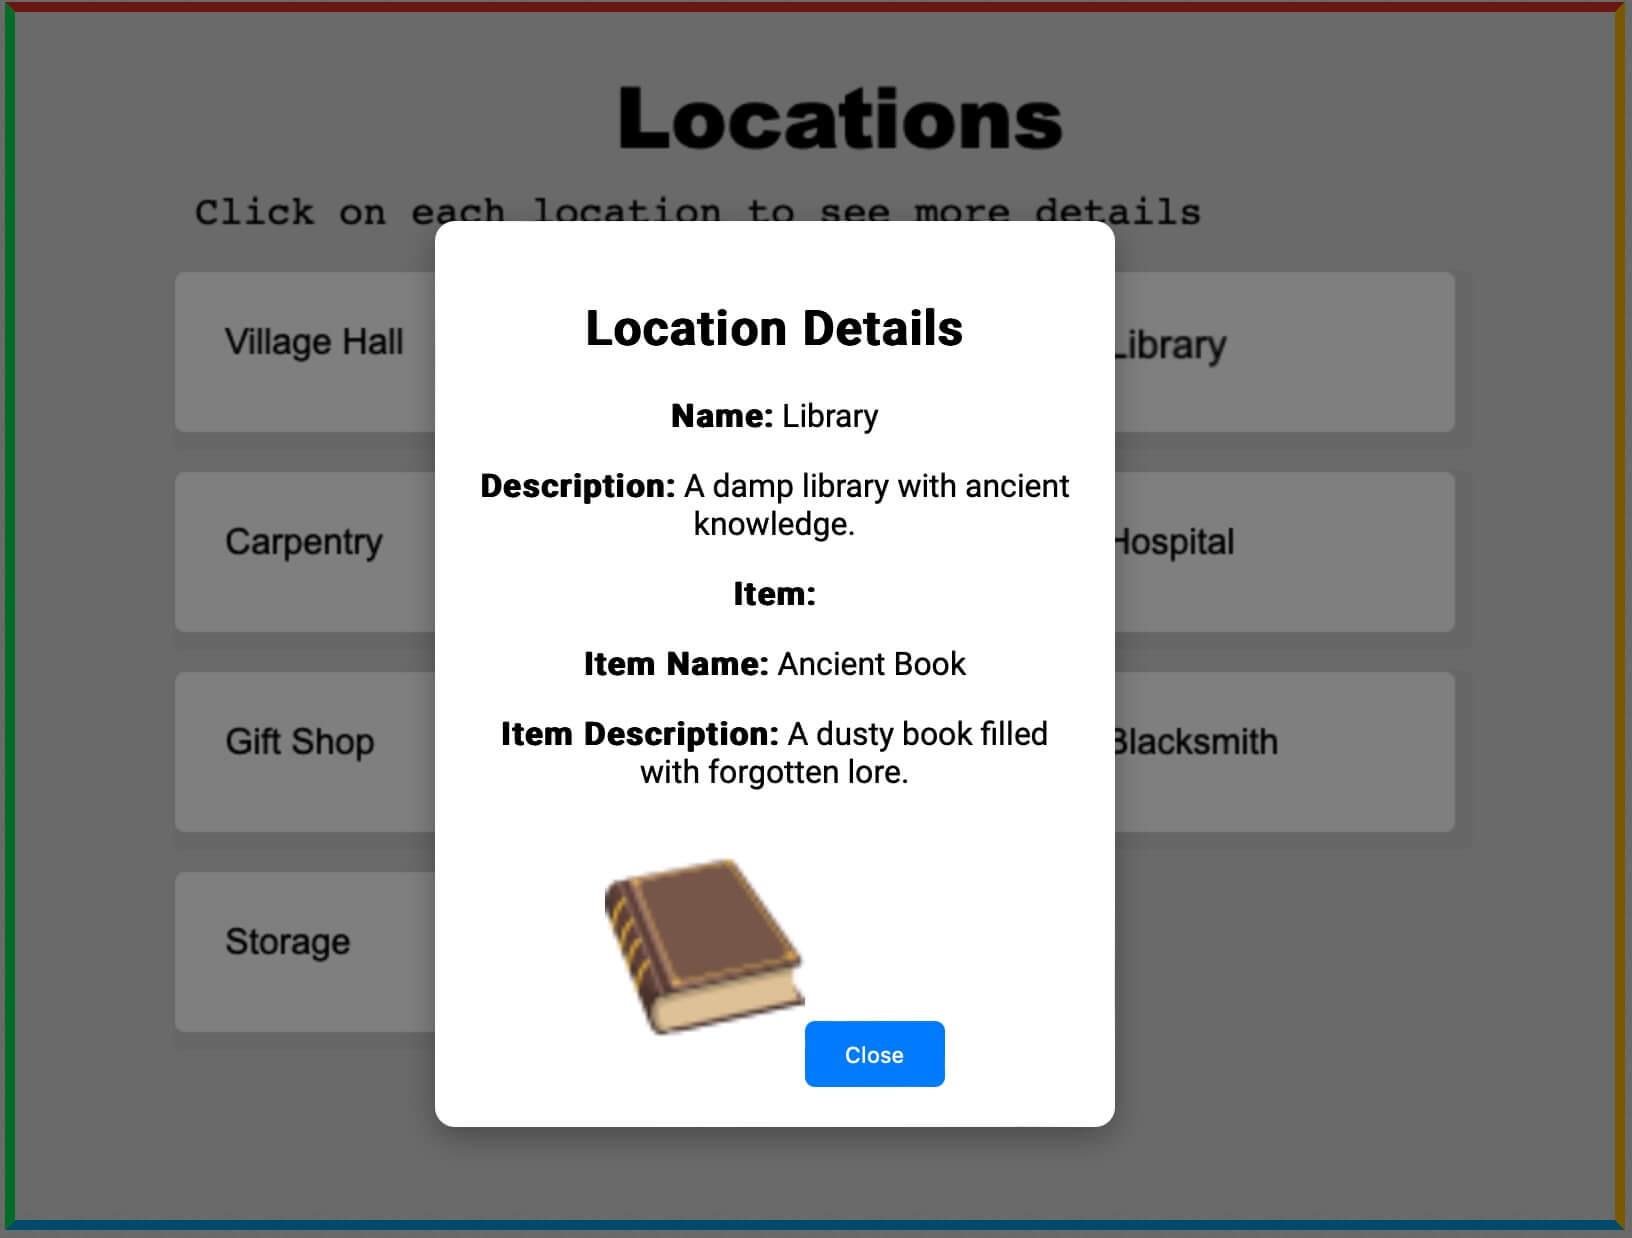 Locations
Click on each location to see more details
Village Hall
Library
Carpentry
Hospital
Gift Shop
Blacksmith
Storage
Location Details
Name: Library
Description: A damp library with ancient
knowledge.
Item:
Item Name: Ancient Book
Item Description: A dusty book filled
with forgotten lore.
Close